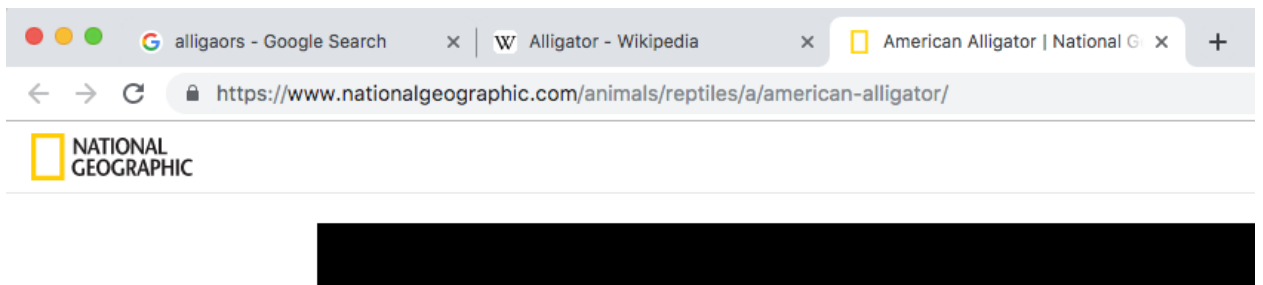 alligaors - Google Search × W Alligator - Wikipedia × American Alligator | National G ×
https://www.nationalgeographic.com/animals/reptiles/a/american-alligator/
NATIONAL
GEOGRAPHIC